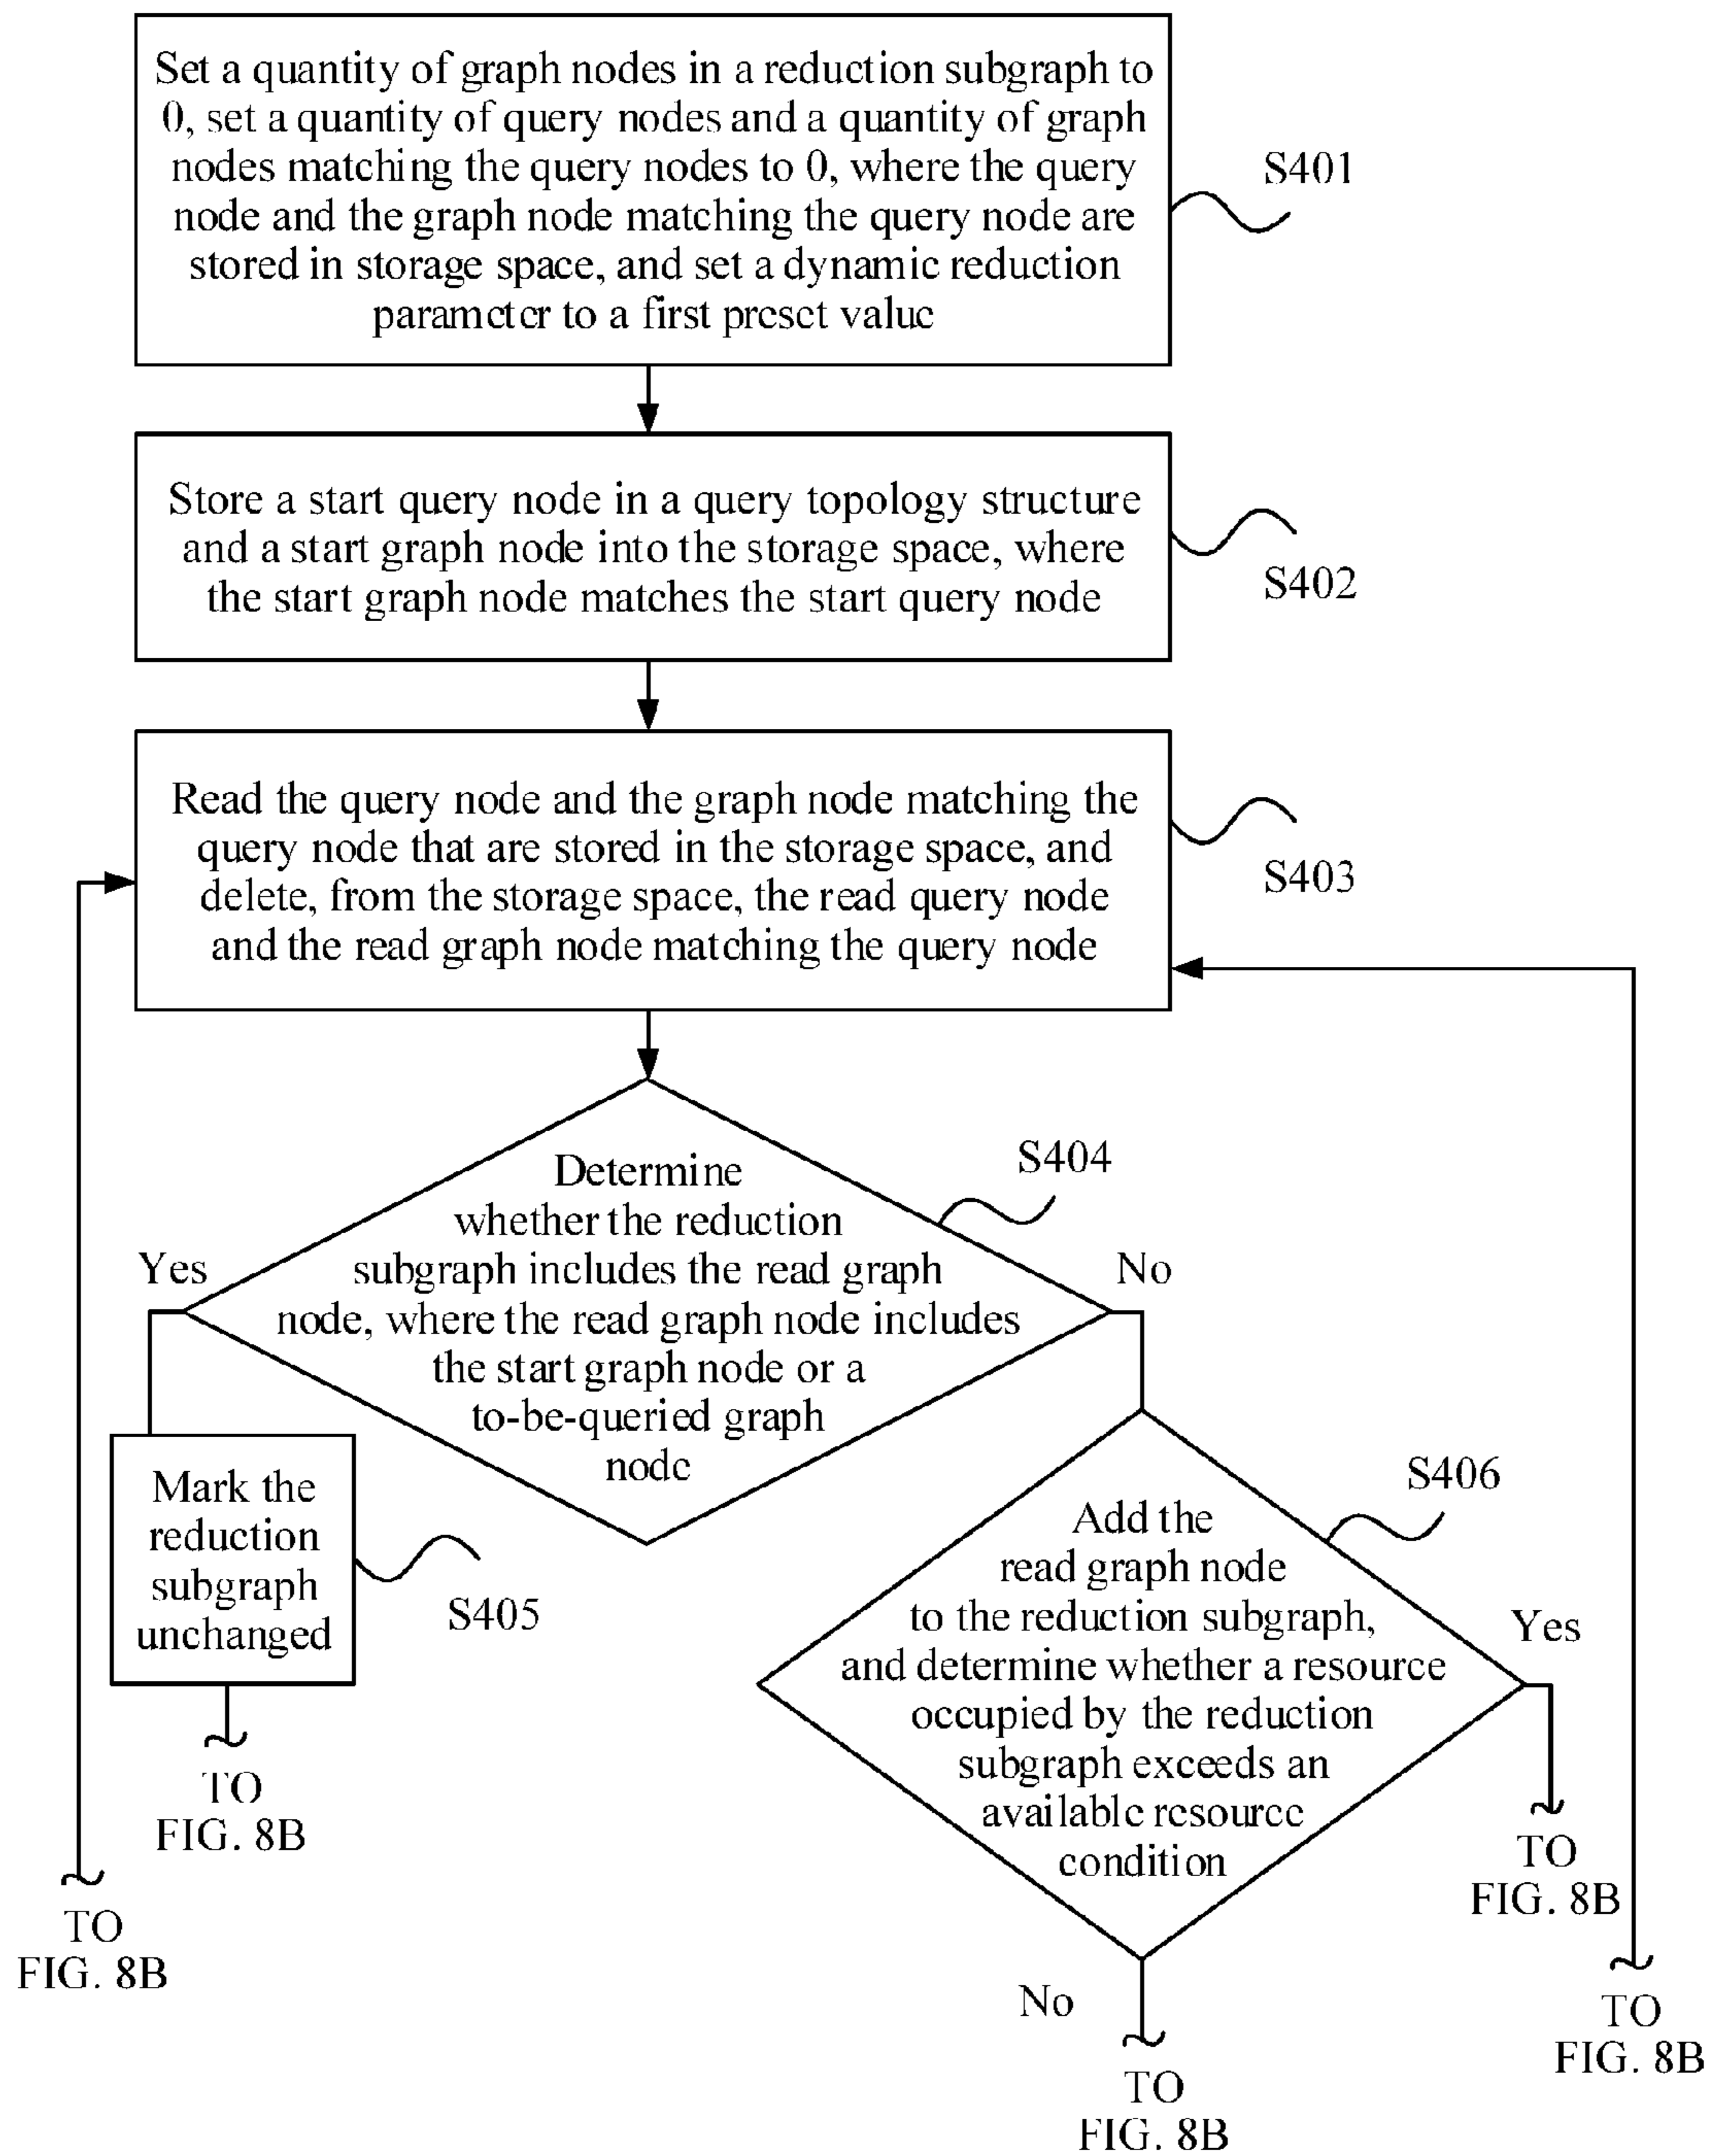 Set a quantity of graph nodes in a reduction subgraph to
0, set a quantity of query nodes and a quantity of graph
nodes matching the query nodes to 0, where the query
node and the graph node matching the query node are
stored in storage space, and set a dynamic reduction
parameter to a first preset value
S401
Store a start query node in a query topology structure
and a start graph node into the storage space, where
the start graph node matches the start query node
S402
Read the query node and the graph node matching the
query node that are stored in the storage space, and
delete, from the storage space, the read query node
and the read graph node matching the query node
S403
Determine
whether the reduction
subgraph includes the read graph
node, where the read graph node includes
the start graph node or a
to-be-queried graph
node
S404
Yes
No
Mark the
reduction
subgraph
unchanged
S405
Add the
read graph node
to the reduction subgraph,
and determine whether a resource
occupied by the reduction
subgraph exceeds an
available resource
condition
S406
Yes
TO
FIG. 8B
TO
FIG. 8B
TO
FIG. 8B
No
TO
FIG. 8B
TO
FIG. 8B